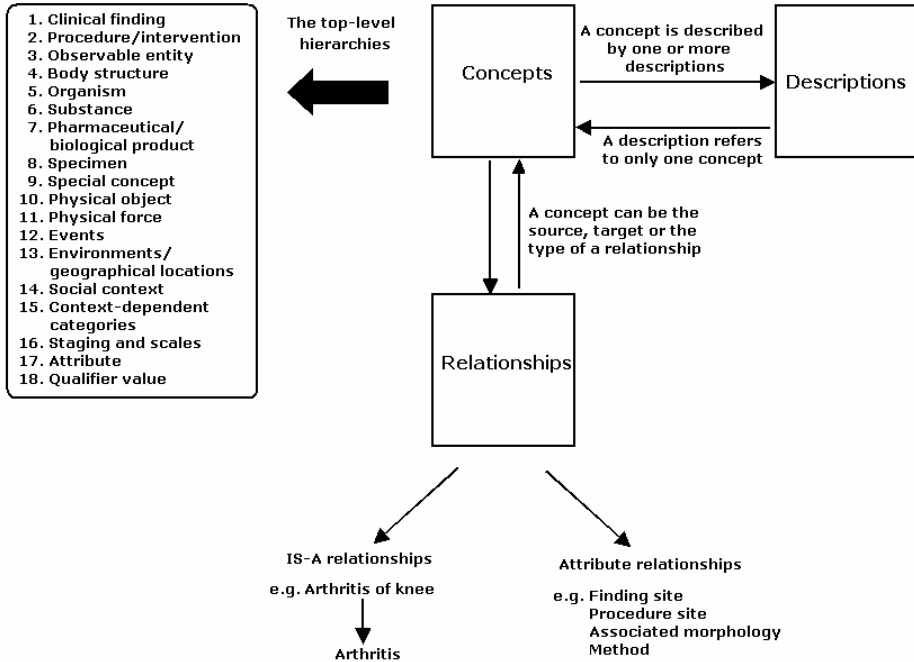 1. Clinical finding
2. Procedure/intervention
3. Observable entity
4. Body structure
5. Organism
6. Substance
7. Pharmaceutical/
biological product
8. Specimen
9. Special concept
10. Physical object
11. Physical force
12. Events
13. Environments/
geographical locations
14. Social context
15. Context-dependent
categories
16. Staging and scales
17. Attribute
18. Qualifier value
The top-level
hierarchies
Concepts
A concept is described
by one or more
descriptions
Descriptions
A description refers
to only one concept
A concept can be the
source, target or the
type of a relationship
Relationships
IS-A relationships
e.g. Arthritis of knee
Arthritis
Attribute relationships
e.g. Finding site
Procedure site
Associated morphology
Method